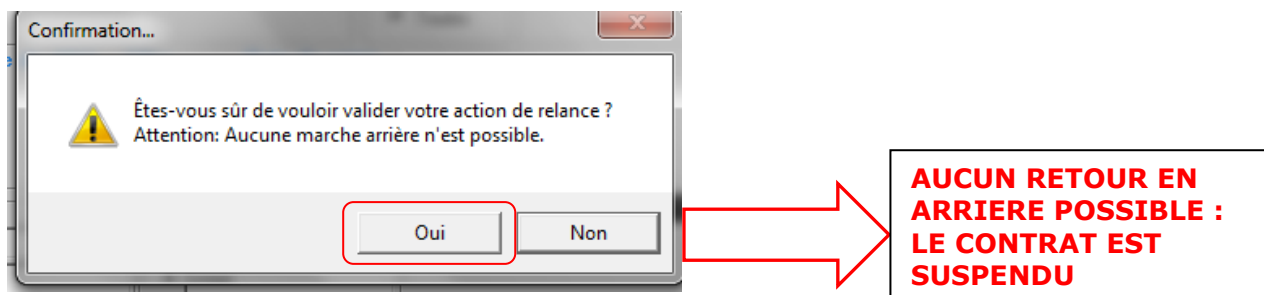 Confirmation...
Êtes-vous sûr de vouloir valider votre action de relance ?
Attention: Aucune marche arrière n'est possible.
Oui
Non
AUCUN RETOUR EN
ARRIERE POSSIBLE :
LE CONTRAT EST
SUSPENDU